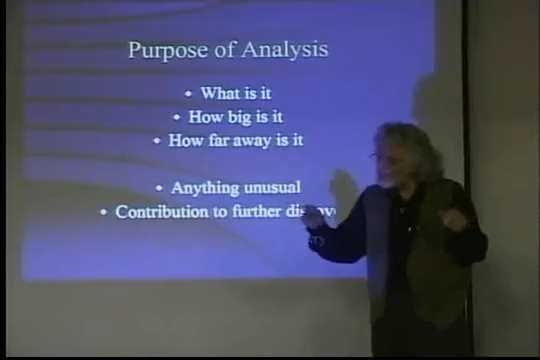 Purpose of Analysis
• What is it
• How big is it
• How far away is it
• Anything unusual
• Contribution to further